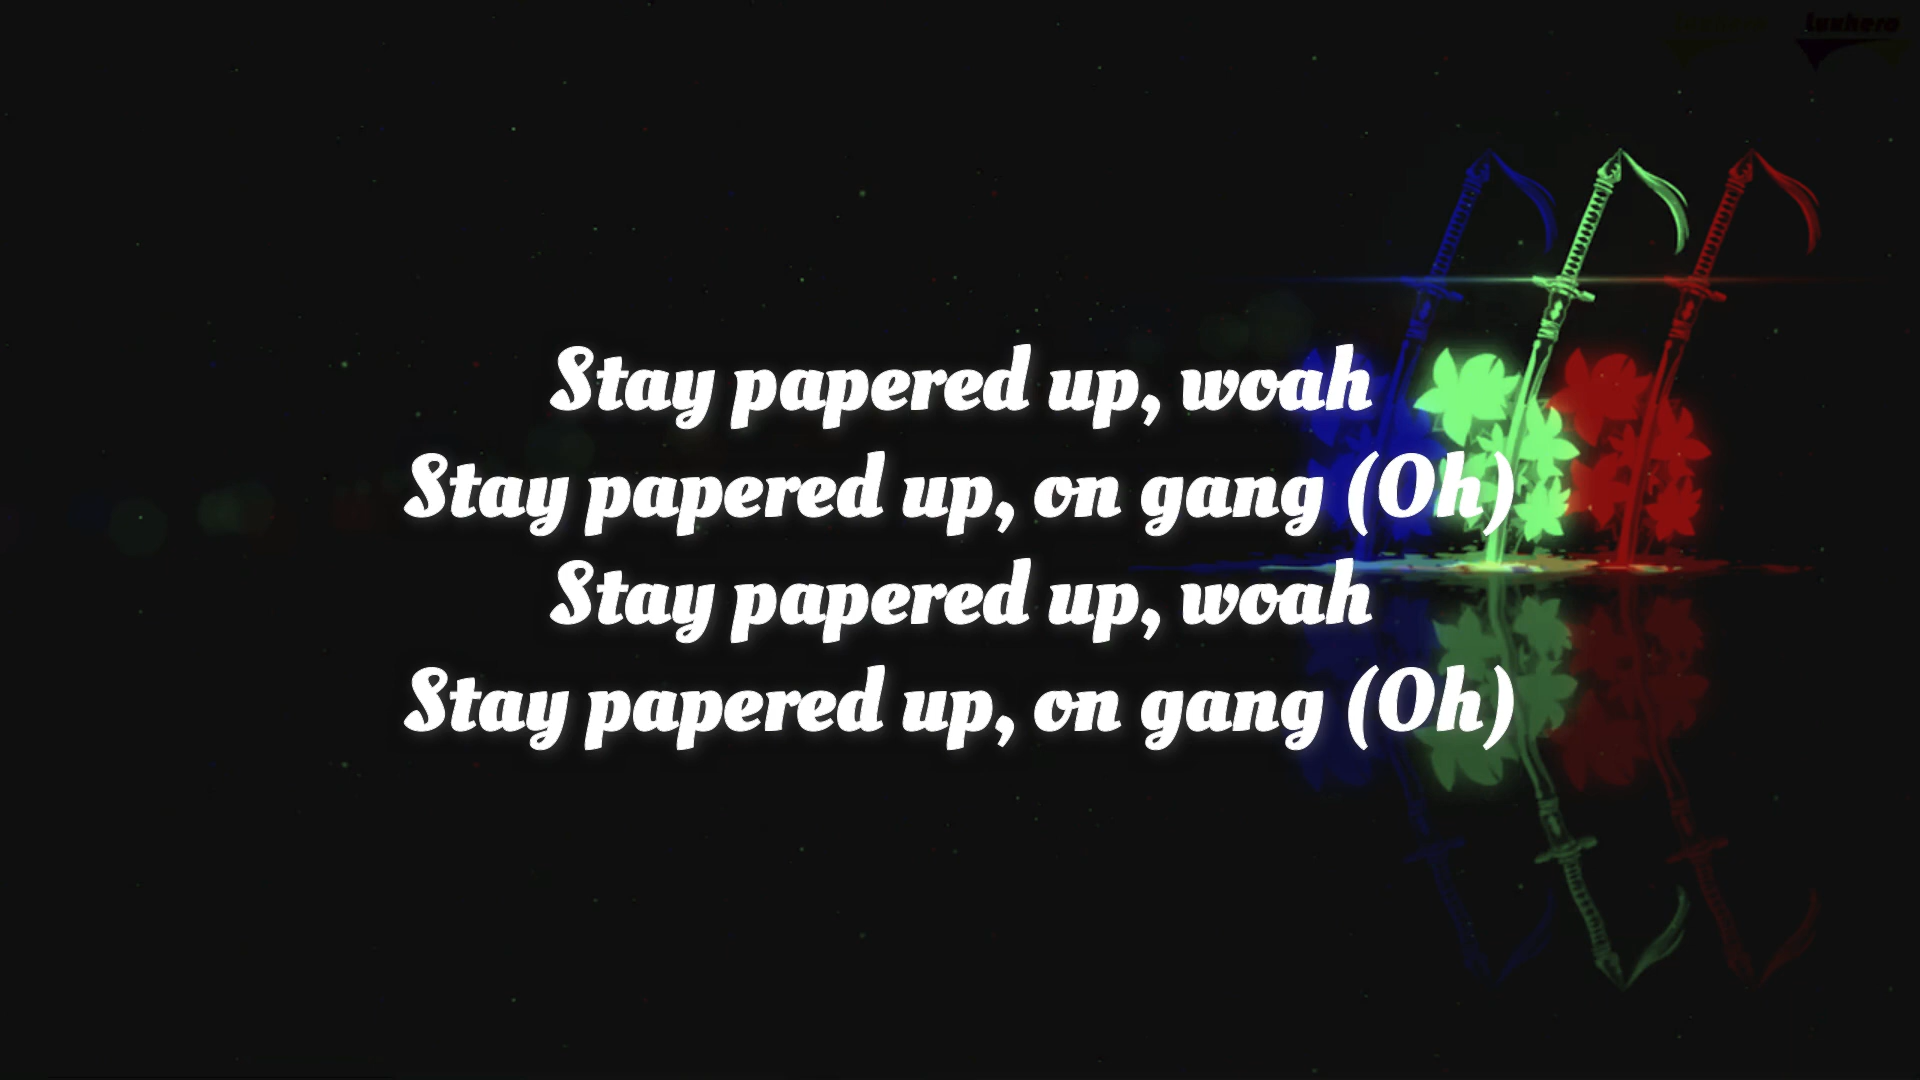 luxhero
Stay papered up, woah
Stay papered up, on gang (Oh)
Stay papered up, woah
Stay papered up, on gang (Oh)